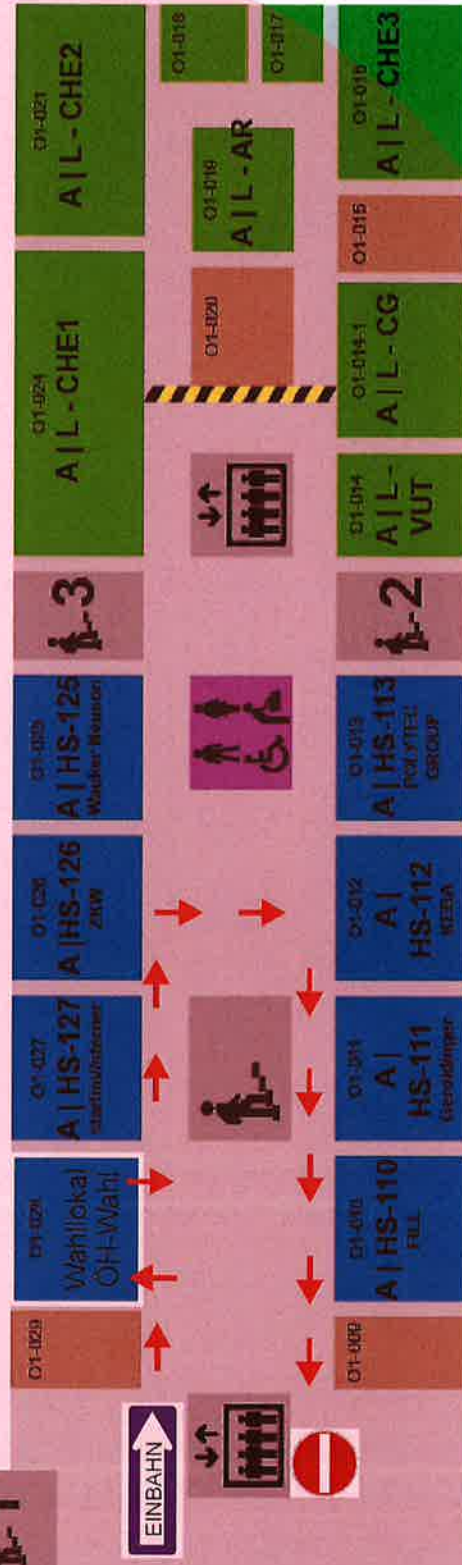 O1-021
A | L - CHE2
O1-024
A | L - CHE1
3
O1-025
A | HS-125
Wacker Neuson
O1-026
A | HS-126
ZKW
O1-027
A | HS-127
O1-028
Wahllokal
ÖH-Wahl
O1-029
1
O1-018
O1-017
O1-019
A | L - AR
O1-020
EINBAHN
O1-016
A | L - CHE3
O1-015
O1-014-1
A | L - CG
O1-014
A | L -
VUT
2
O1-013
A | HS-113
POLYTEC
GROUP
O1-012
A |
HS-112
KEBA
O1-011
A |
HS-111
O1-010
A | HS-110
FILL
O1-009